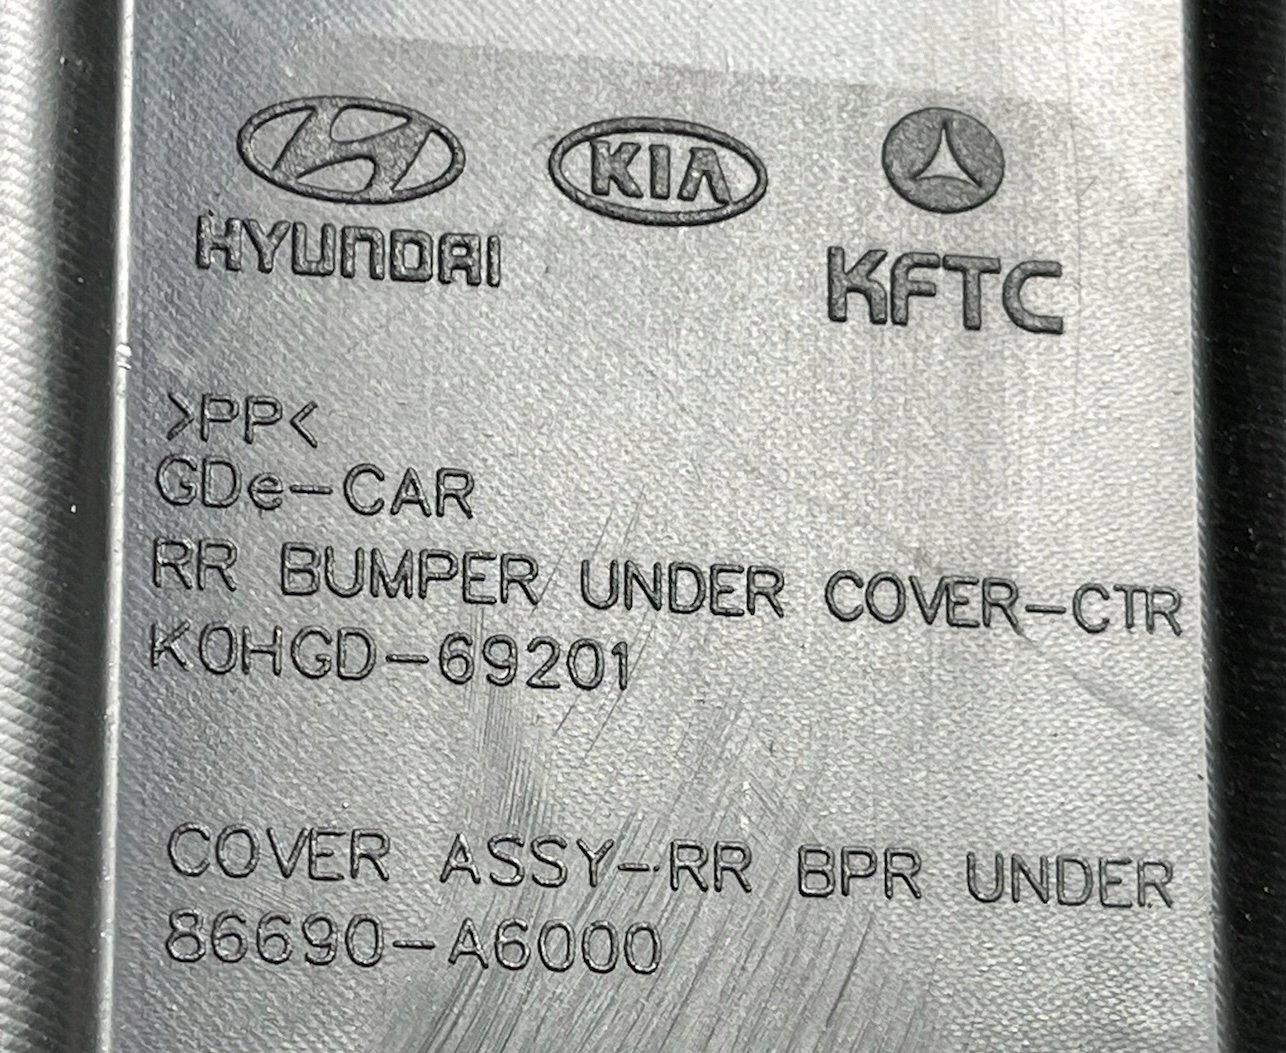 KIA
HYUNDAI
KFTC
>PP<
GDe-CAR
RR BUMPER UNDER COVER-CTR
KOHGD-69201
COVER ASSY-RR BPR UNDER
86690-A6000